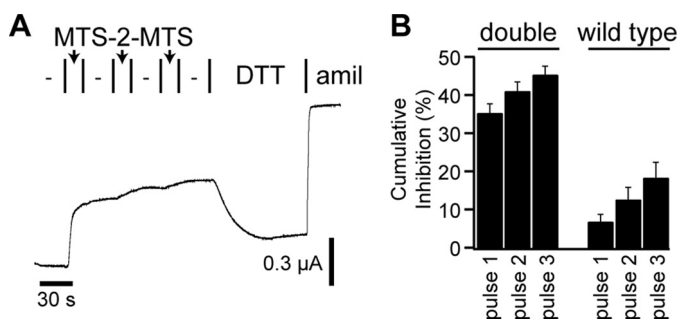 A
MTS-2-MTS
- - - - DTT amil
0.3 µA
30 s
B
double wild type
Cumulative
Inhibition (%)
50
40
30
20
10
0
pulse 1
pulse 2
pulse 3
pulse 1
pulse 2
pulse 3